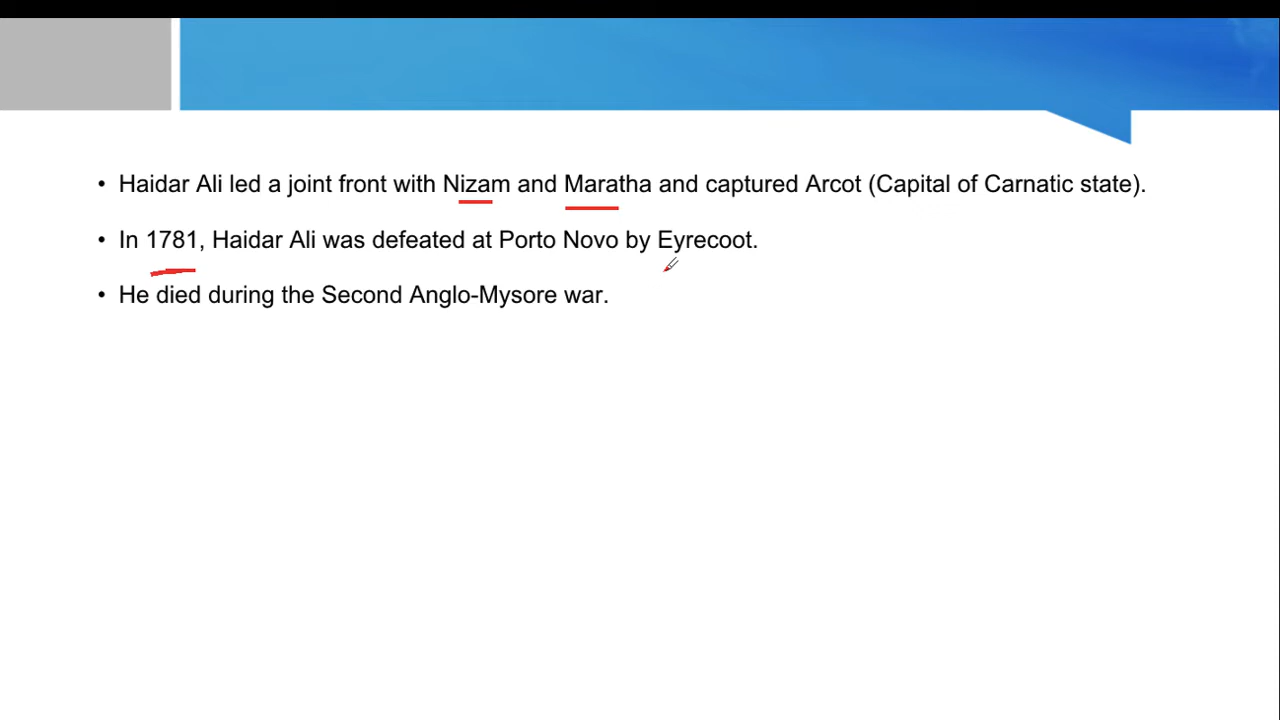 • Haidar Ali led a joint front with Nizam and Maratha and captured Arcot (Capital of Carnatic state).
• In 1781, Haidar Ali was defeated at Porto Novo by Eyrecoot.
• He died during the Second Anglo-Mysore war.